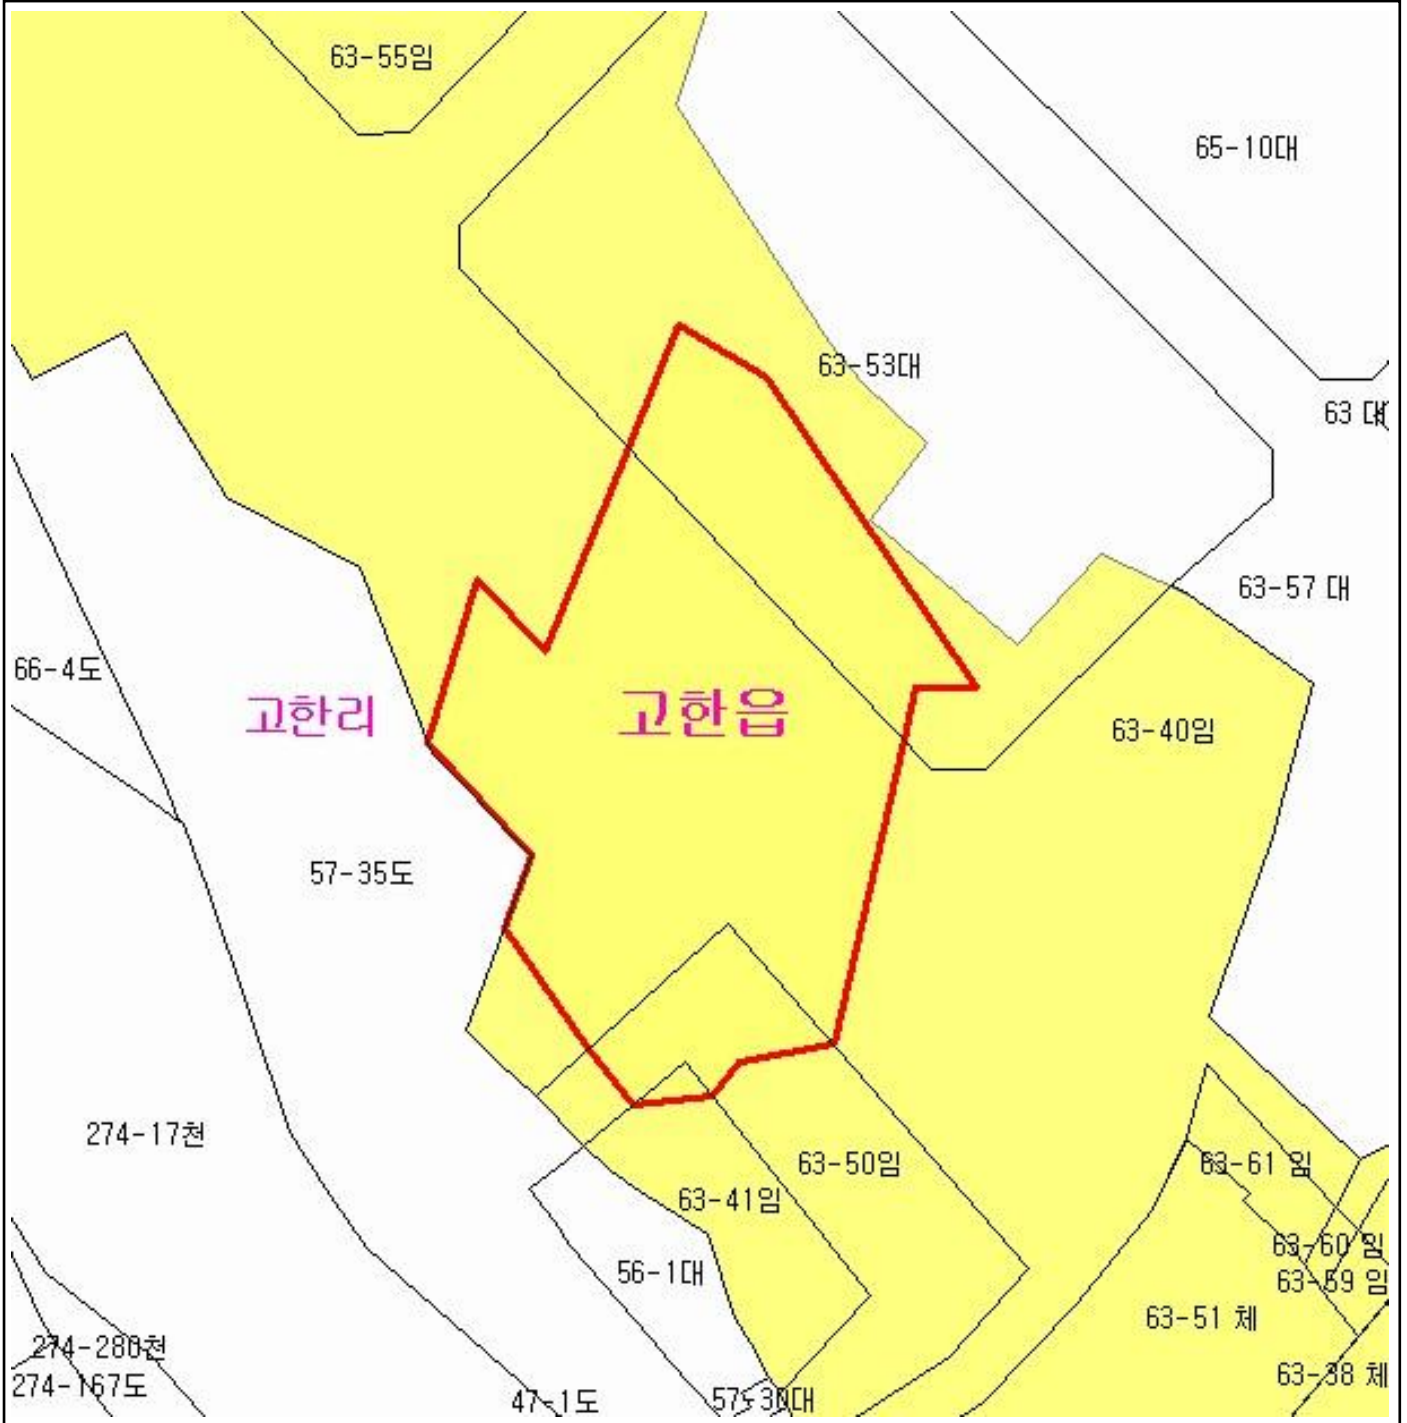 63-55임
65-10대
63-53대
63 대
63-57 대
66-4도
고한리
고한읍
63-40임
57-35도
274-17천
63-50임
63-61 임
63-41임
63-60 임
56-1대
63-59 임
63-51 체
274-280천
63-38 체
274-167도
47-1도
57-30대